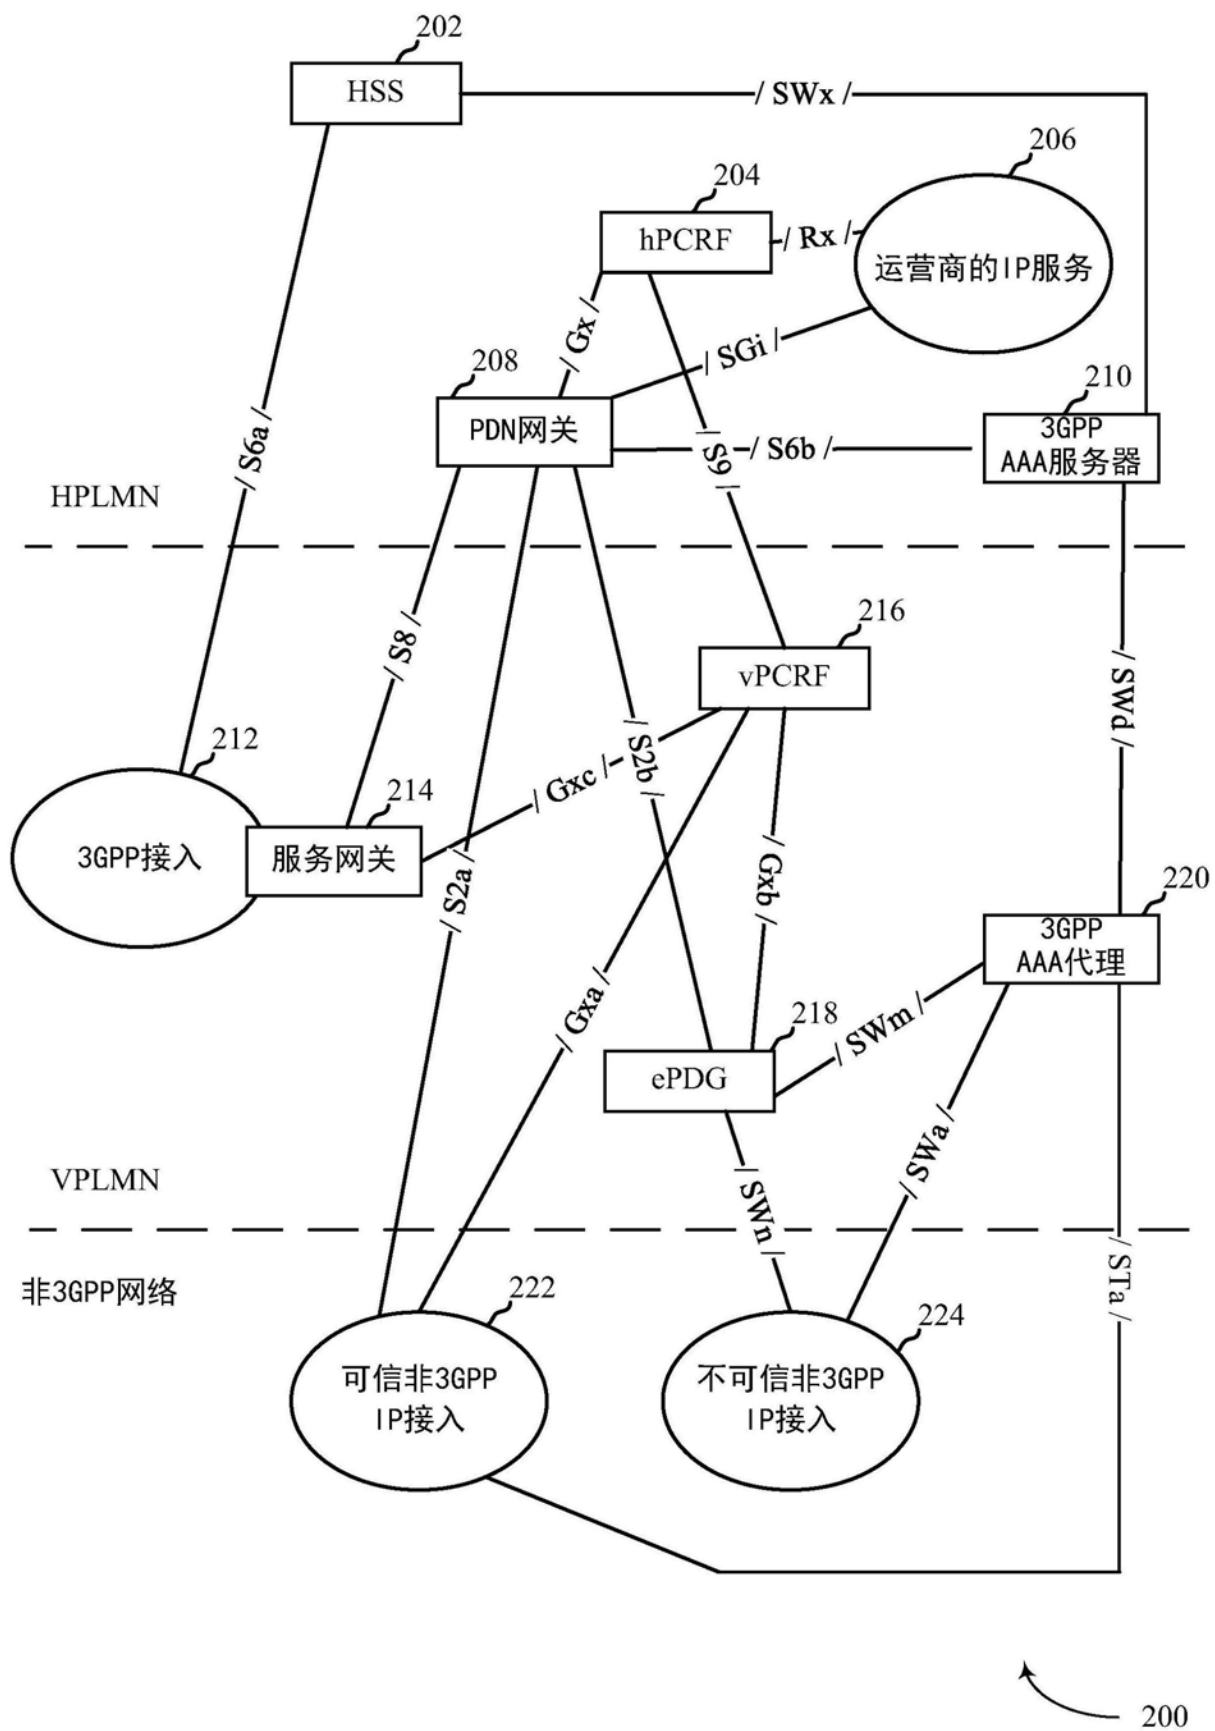 202
HSS
/ SWx /
206
204
hPCRF
/ Rx /
运营商的IP服务
/ Gx /
/ SGi /
208
210
PDN网关
3GPP
AAA服务器
/ S6a /
/ S9 /
/ S6b /
HPLMN
216
/ S8 /
vPCRF
/ SWd /
212
/ S2b /
214
/ Gxc /
3GPP接入
服务网关
/ S2a /
/ Gxb /
220
3GPP
AAA代理
/ Gxa /
218
/ SWm /
ePDG
/ SWa /
VPLMN
/ SWn /
非3GPP网络
/ STa /
222
224
可信非3GPP
IP接入
不可信非3GPP
IP接入
200